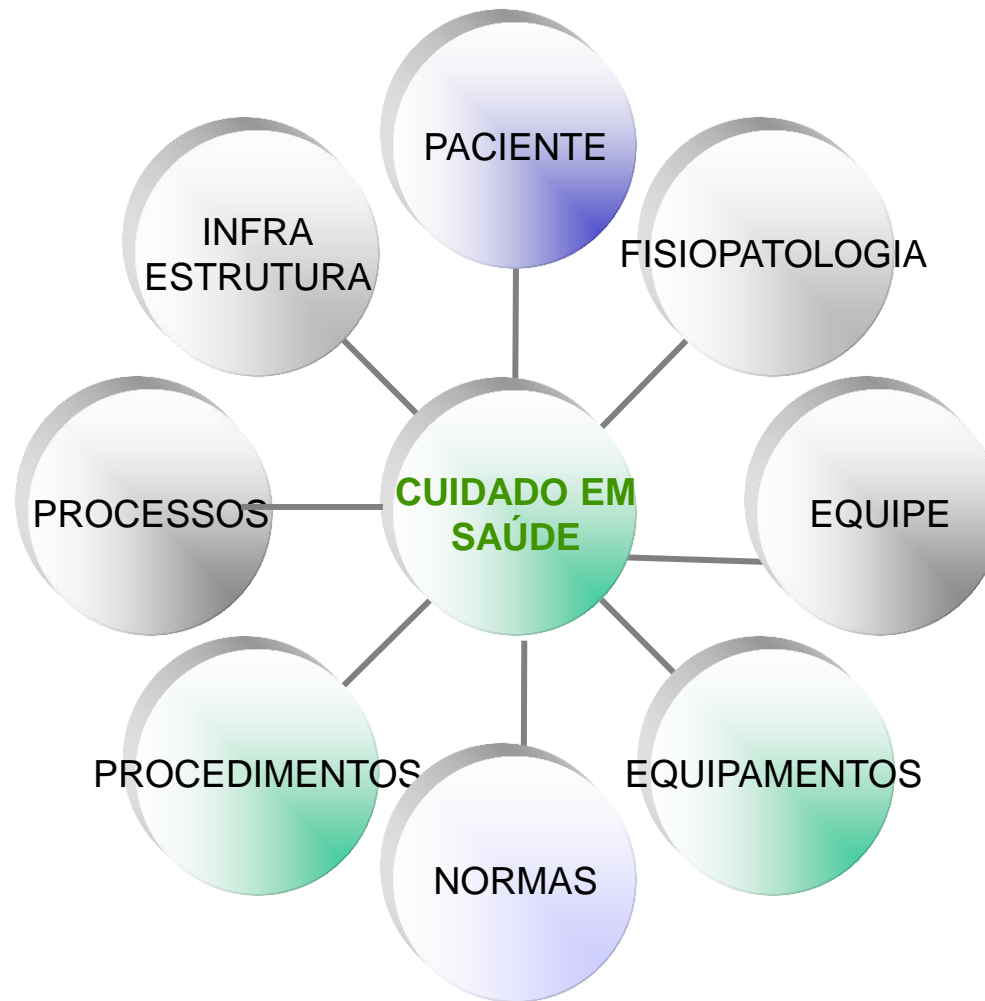 PACIENTE
INFRA
ESTRUTURA
FISIOPATOLOGIA
PROCESSOS
CUIDADO EM
SAÚDE
EQUIPE
PROCEDIMENTOS
EQUIPAMENTOS
NORMAS